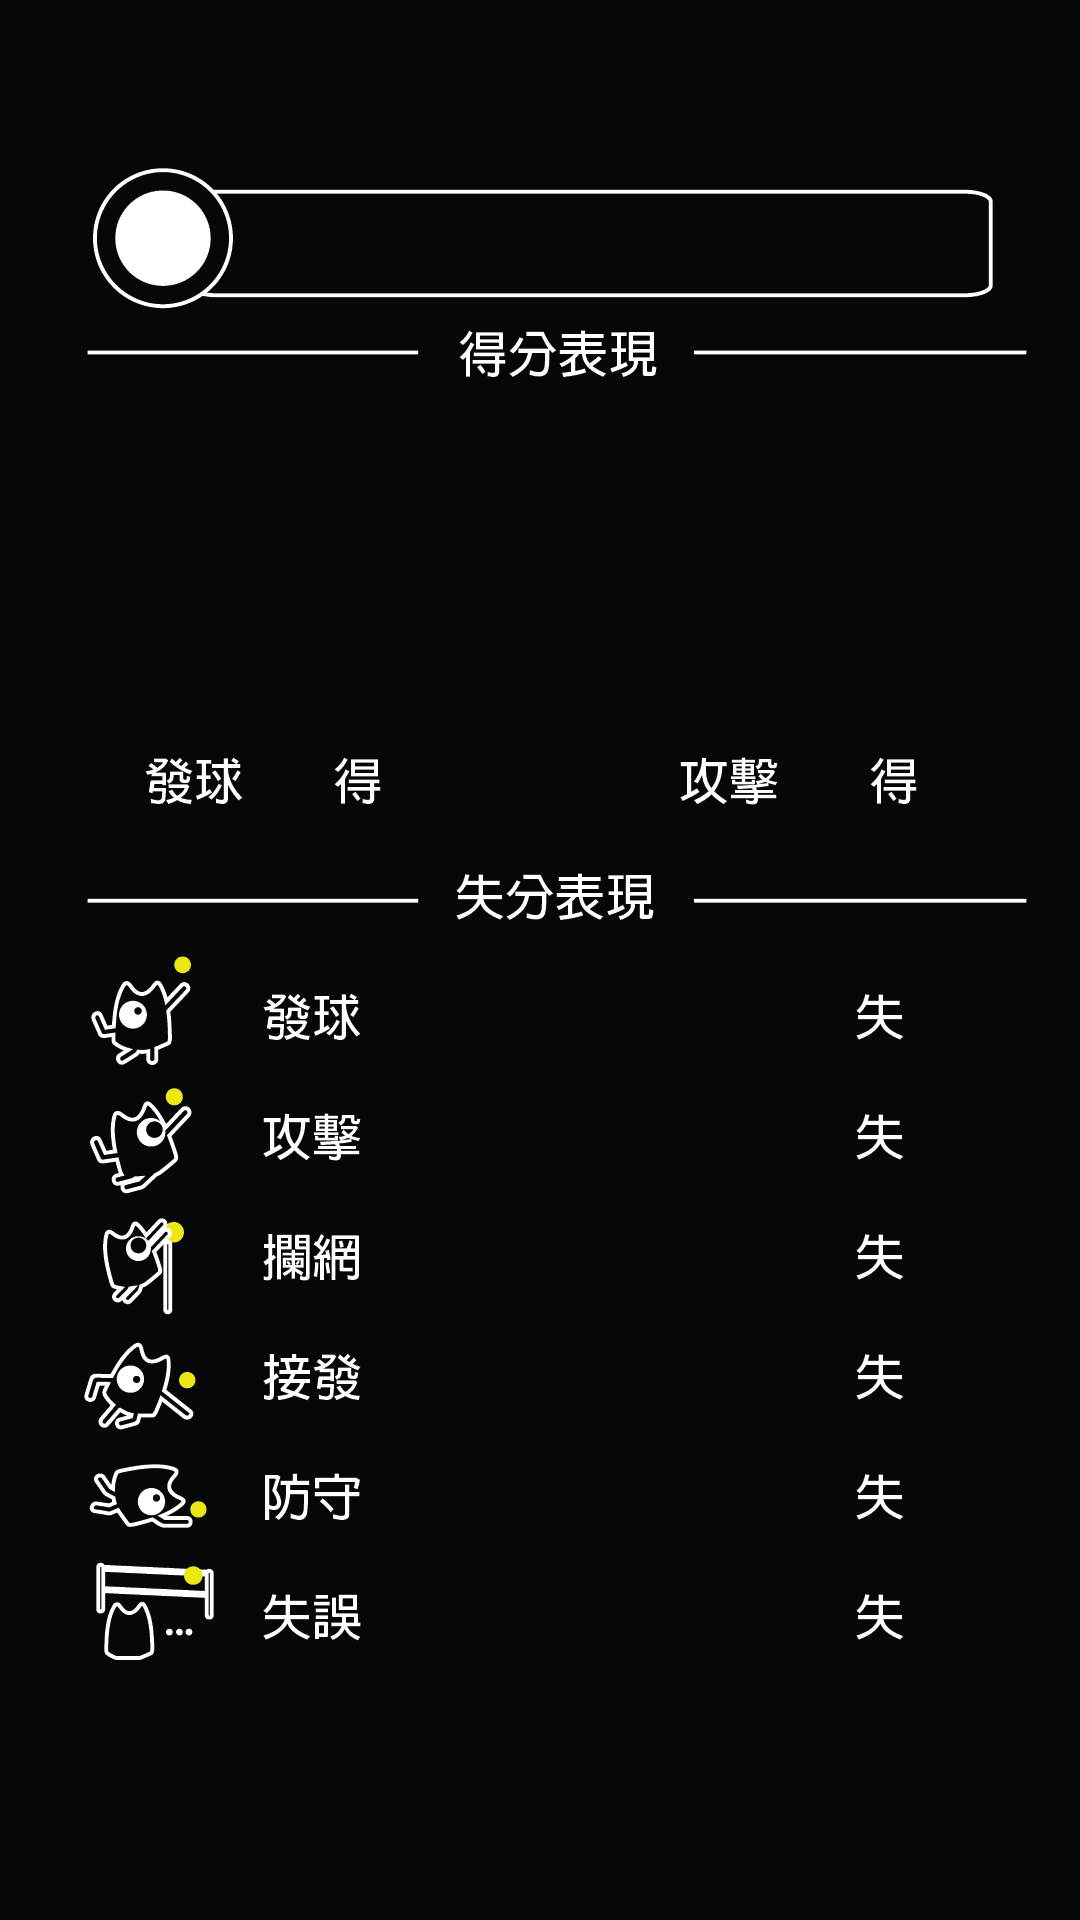 得分表現
發球 得 攻擊 得
失分表現
發球 失
攻擊 失
攔網 失
接發 失
防守 失
失誤 失